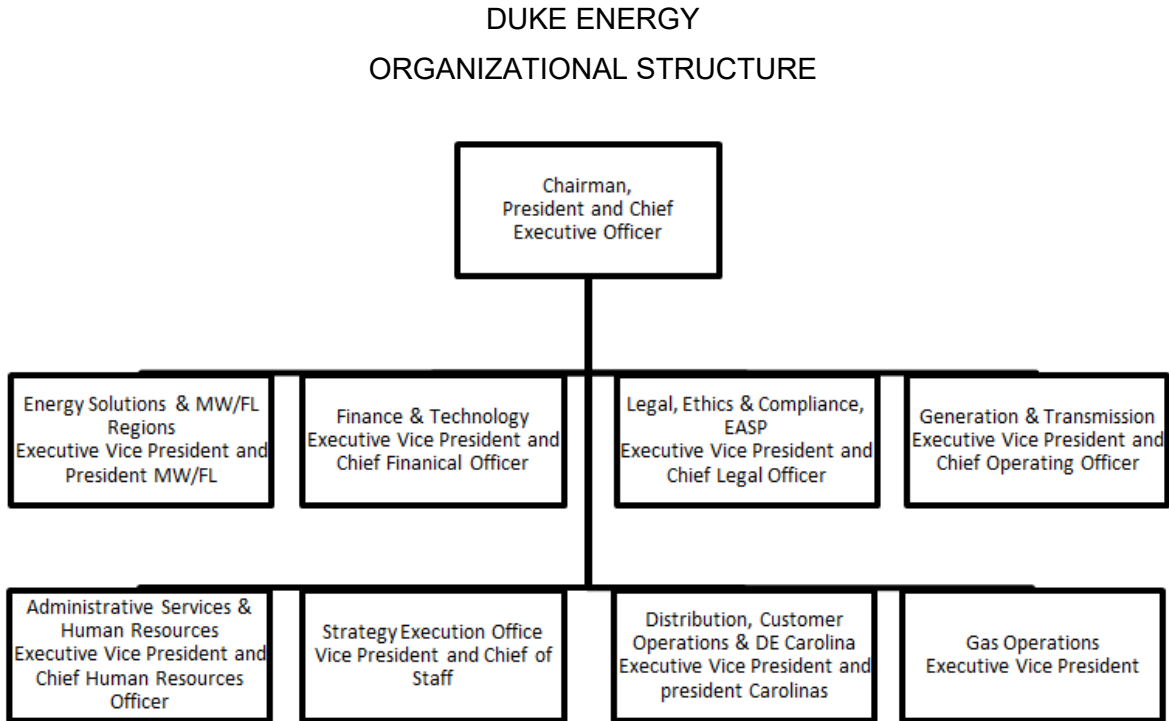 DUKE ENERGY
ORGANIZATIONAL STRUCTURE
Chairman,
President and Chief
Executive Officer
Energy Solutions & MW/FL
Regions
Executive Vice President and
President MW/FL
Finance & Technology
Executive Vice President and
Chief Finanical Officer
Legal, Ethics & Compliance,
EASP
Executive Vice President and
Chief Legal Officer
Generation & Transmission
Executive Vice President and
Chief Operating Officer
Administrative Services &
Human Resources
Executive Vice President and
Chief Human Resources
Officer
Strategy Execution Office
Vice President and Chief of
Staff
Distribution, Customer
Operations & DE Carolina
Executive Vice President and
president Carolinas
Gas Operations
Executive Vice President